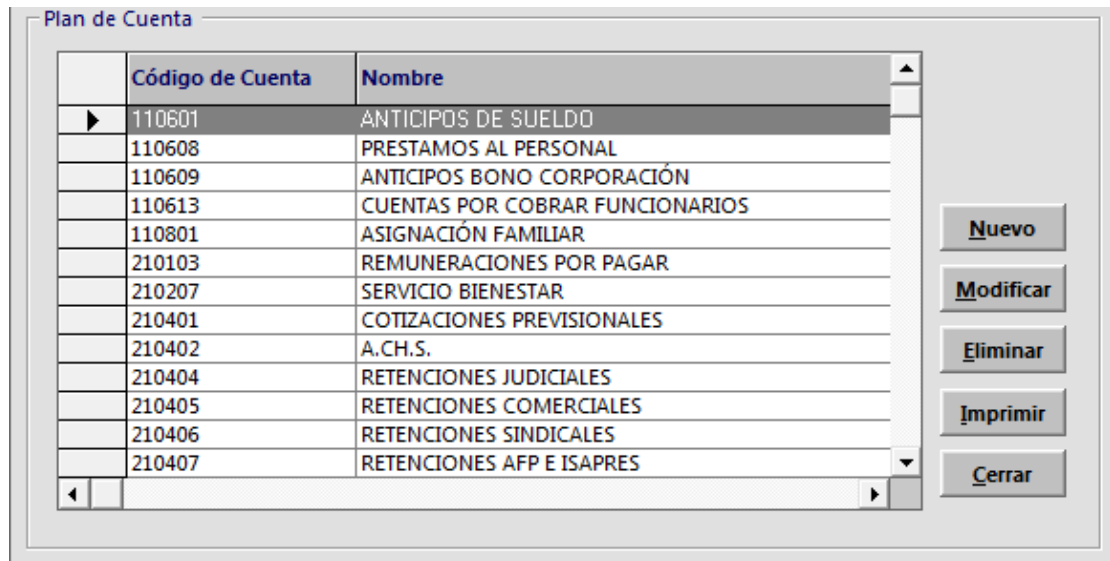 Plan de Cuenta
Código de Cuenta Nombre
110601 ANTICIPOS DE SUELDO
110608 PRESTAMOS AL PERSONAL
110609 ANTICIPOS BONO CORPORACIÓN
110613 CUENTAS POR COBRAR FUNCIONARIOS
110801 ASIGNACIÓN FAMILIAR
210103 REMUNERACIONES POR PAGAR
210207 SERVICIO BIENESTAR
210401 COTIZACIONES PREVISIONALES
210402 A.CH.S.
210404 RETENCIONES JUDICIALES
210405 RETENCIONES COMERCIALES
210406 RETENCIONES SINDICALES
210407 RETENCIONES AFP E ISAPRES
Nuevo
Modificar
Eliminar
Imprimir
Cerrar